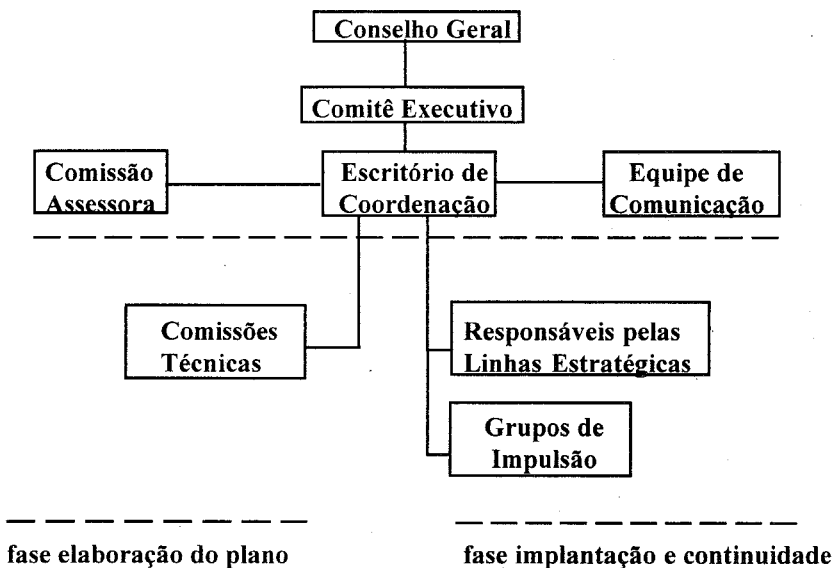 Conselho Geral
Comitê Executivo
Comissão
Assessora
Escritório de
Coordenação
Equipe de
Comunicação
Comissões
Técnicas
Responsáveis pelas
Linhas Estratégicas
Grupos de
Impulsão
fase elaboração do plano
fase implantação e continuidade